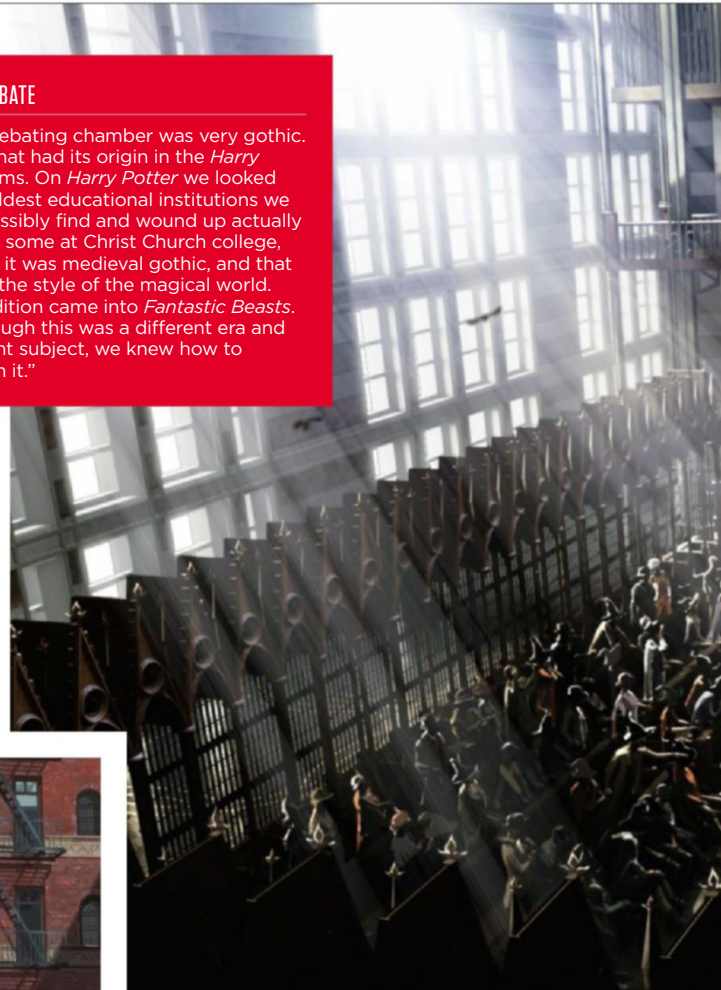 BATE
ebating chamber was very gothic.
hat had its origin in the Harry
ms. On Harry Potter we looked
ldest educational institutions we
ssibly find and wound up actually
some at Christ Church college,
it was medieval gothic, and that
the style of the magical world.
dition came into Fantastic Beasts.
ugh this was a different era and
nt subject, we knew how to
n it.”